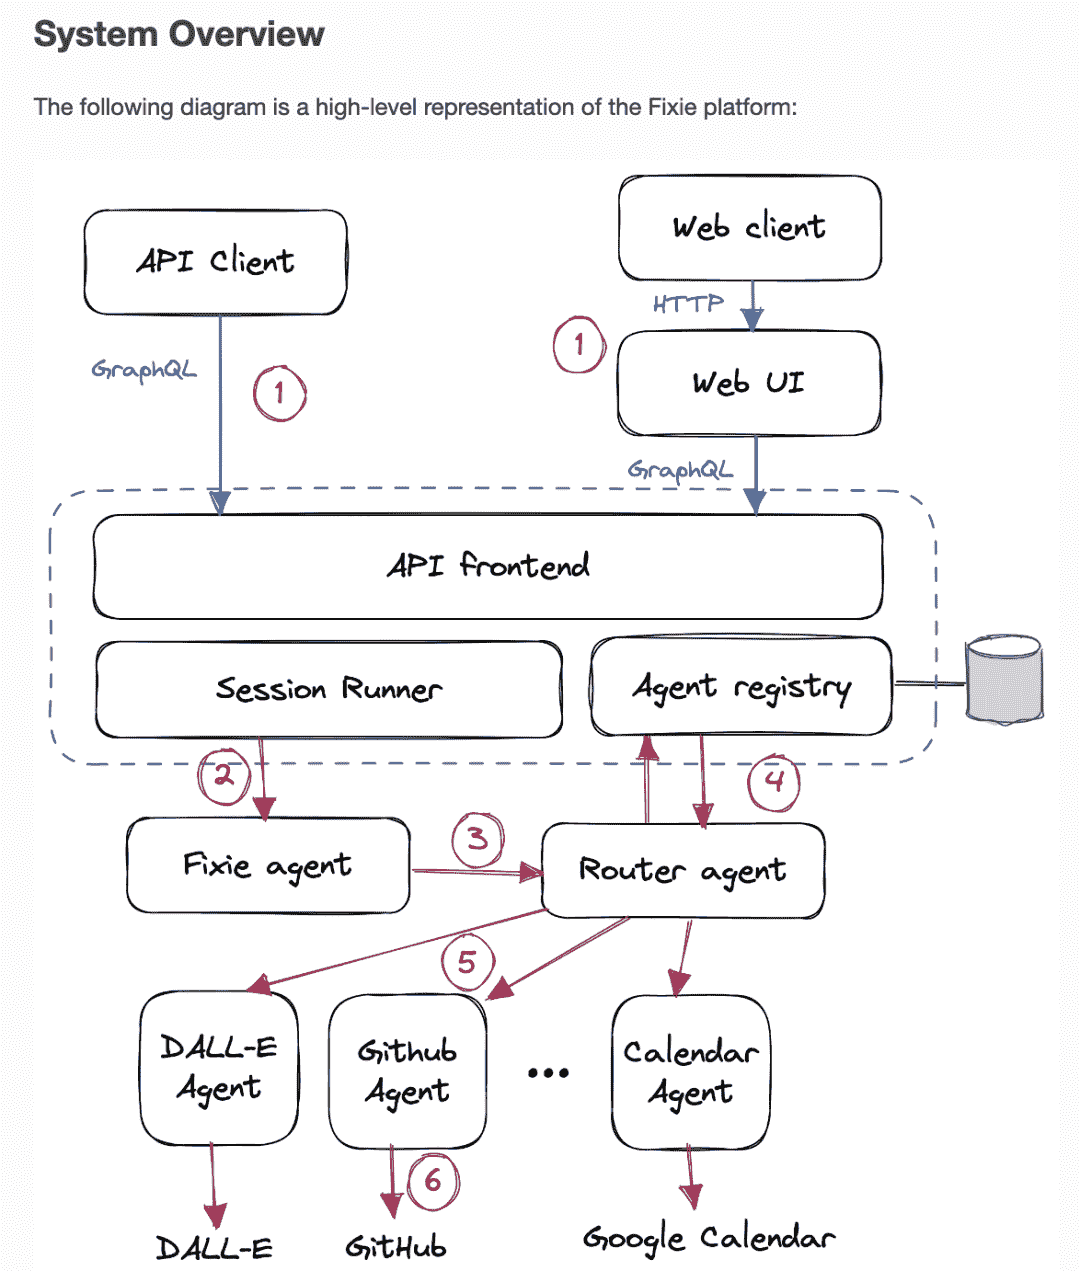 System Overview
The following diagram is a high-level representation of the Fixie platform:
Web client
API Client
HTTP
1
GraphQL
1
Web UI
GraphQL
API frontend
Session Runner
Agent registry
2
4
3
Fixie agent
Router agent
5
DALL-E
Agent
Github
Agent
...
Calendar
Agent
6
DALL-E
GitHub
Google Calendar